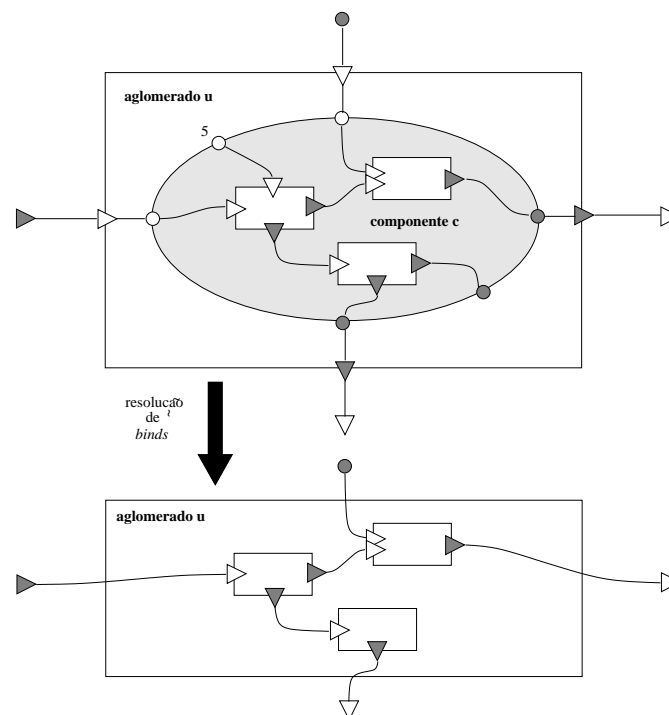 aglomerado u
5
componente c
resolução
de
binds
aglomerado u